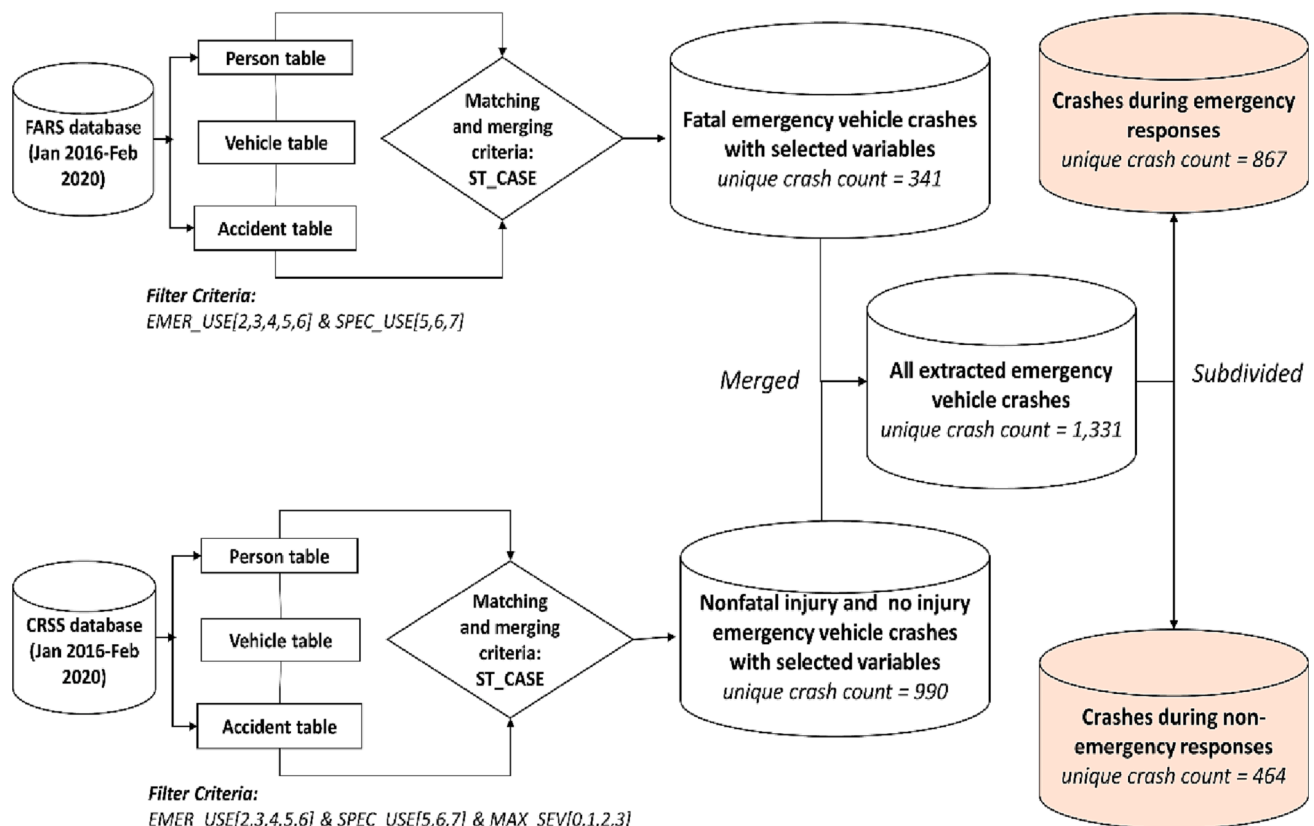 FARS database
(Jan 2016-Feb
2020)
Person table
Vehicle table
Accident table
Matching
and merging
criteria:
ST_CASE
Filter Criteria:
EMER_USE[2,3,4,5,6] & SPEC_USE[5,6,7]
Fatal emergency vehicle crashes
with selected variables
unique crash count = 341
Crashes during emergency
responses
unique crash count = 867
Merged
All extracted emergency
vehicle crashes
unique crash count = 1,331
Subdivided
CRSS database
(Jan 2016-Feb
2020)
Person table
Vehicle table
Accident table
Matching
and merging
criteria:
ST_CASE
Filter Criteria:
EMER_USE[2,3,4,5,6] & SPEC_USE[5,6,7] & MAX_SEV[0,1,2,3]
Nonfatal injury and no injury
emergency vehicle crashes
with selected variables
unique crash count = 990
Crashes during non-
emergency responses
unique crash count = 464